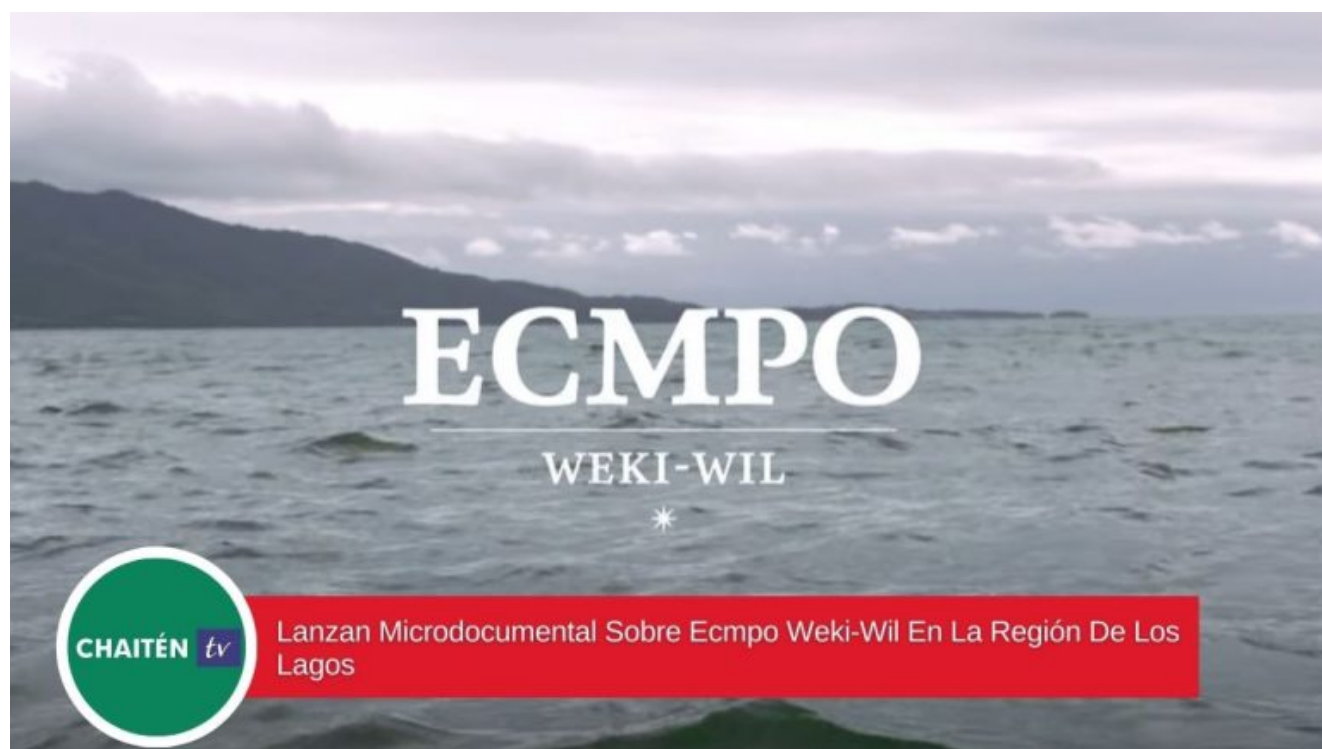 ECMPO
WEKI-WIL
CHAITÉN tv
Lanzan Microdocumental Sobre Ecmpo Weki-Wil En La Región De Los
Lagos